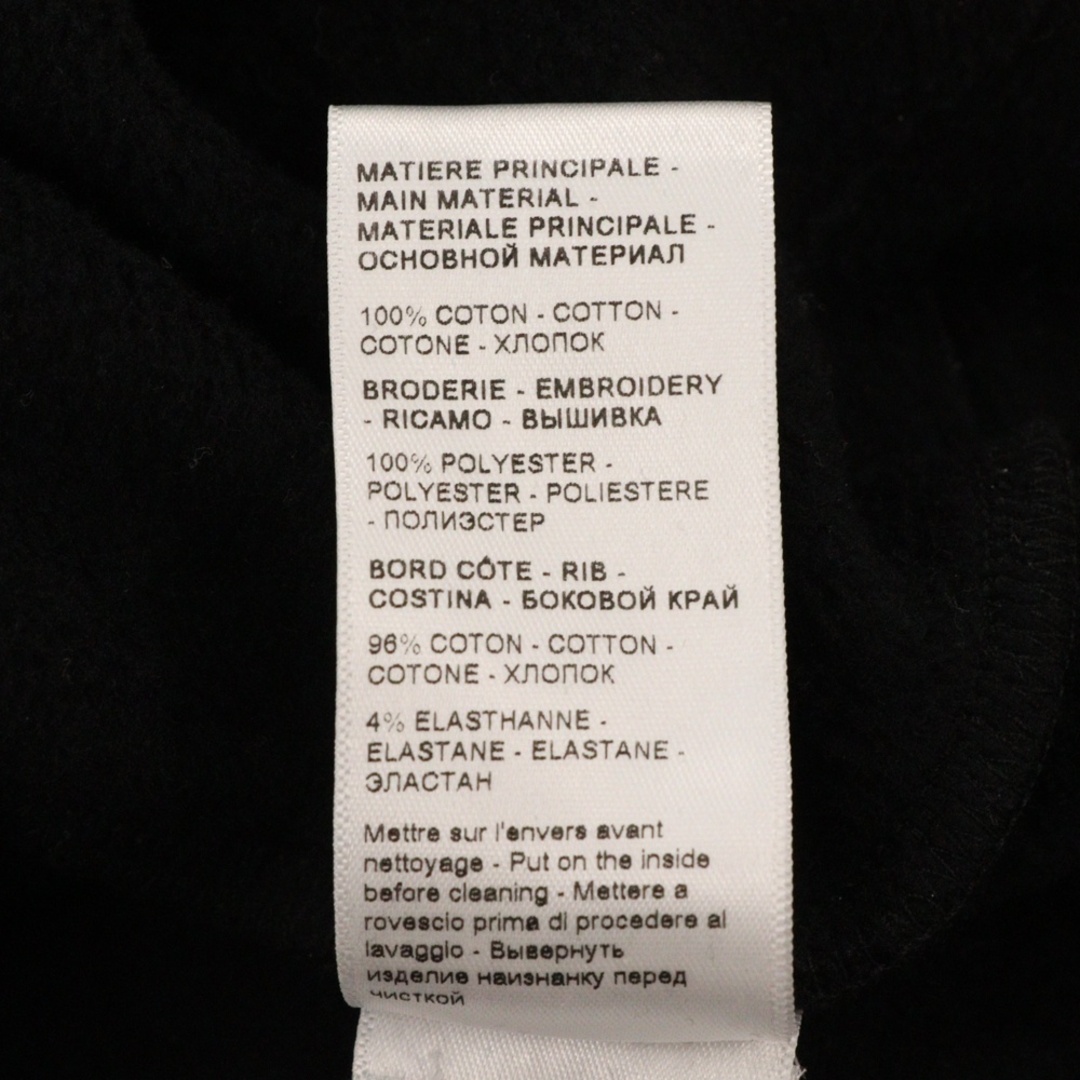 MATIERE PRINCIPALE -
MAIN MATERIAL -
MATERIALE PRINCIPALE -
ОСНОВНОЙ МАТЕРИАЛ
100% COTON - COTTON -
COTONE - ХЛОПОК
BRODERIE - EMBROIDERY
- RICAMO - ВЫШИВКА
100% POLYESTER -
POLYESTER - POLIESTERE
- ПОЛИЭСТЕР
BORD CÔTE - RIB -
COSTINA - БОКОВОЙ КРАЙ
96% COTON - COTTON -
COTONE - ХЛОПОК
4% ELASTHANNE -
ELASTANE - ELASTANE -
ЭЛАСТАН
Mettre sur l'envers avant
nettoyage - Put on the inside
before cleaning - Mettere a
rovescio prima di procedere al
lavaggio - Вывернуть
изделие наизнанку перед
чисткой